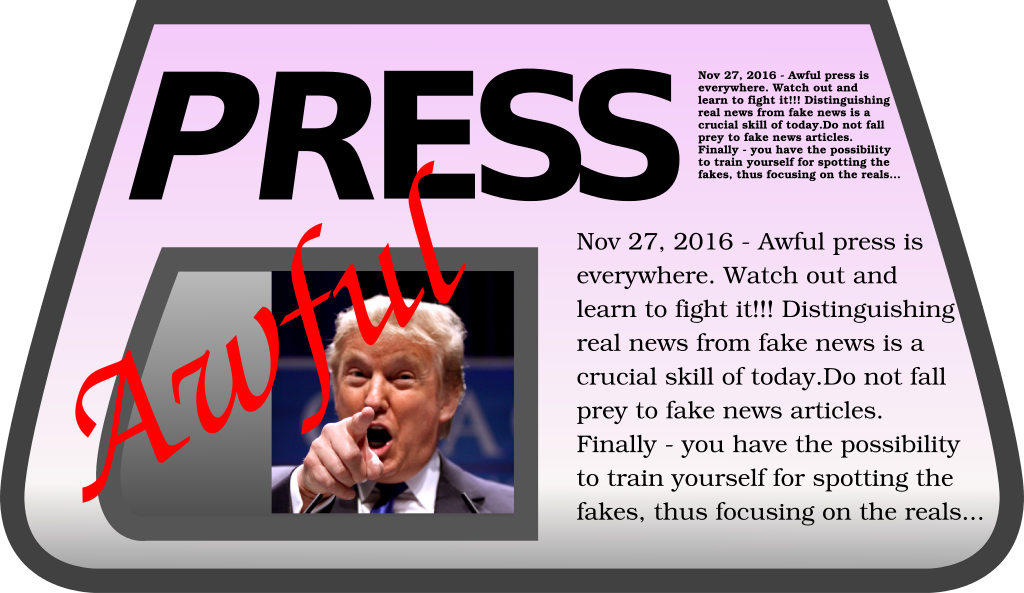 PRESS
Nov 27, 2016 - Awful press is
everywhere. Watch out and
learn to fight it!!! Distinguishing
real news from fake news is a
crucial skill of today.Do not fall
prey to fake news articles.
Finally - you have the possibility
to train yourself for spotting the
fakes, thus focusing on the reals...
Awful
Nov 27, 2016 - Awful press is
everywhere. Watch out and
learn to fight it!!! Distinguishing
real news from fake news is a
crucial skill of today.Do not fall
prey to fake news articles.
Finally - you have the possibility
to train yourself for spotting the
fakes, thus focusing on the reals...